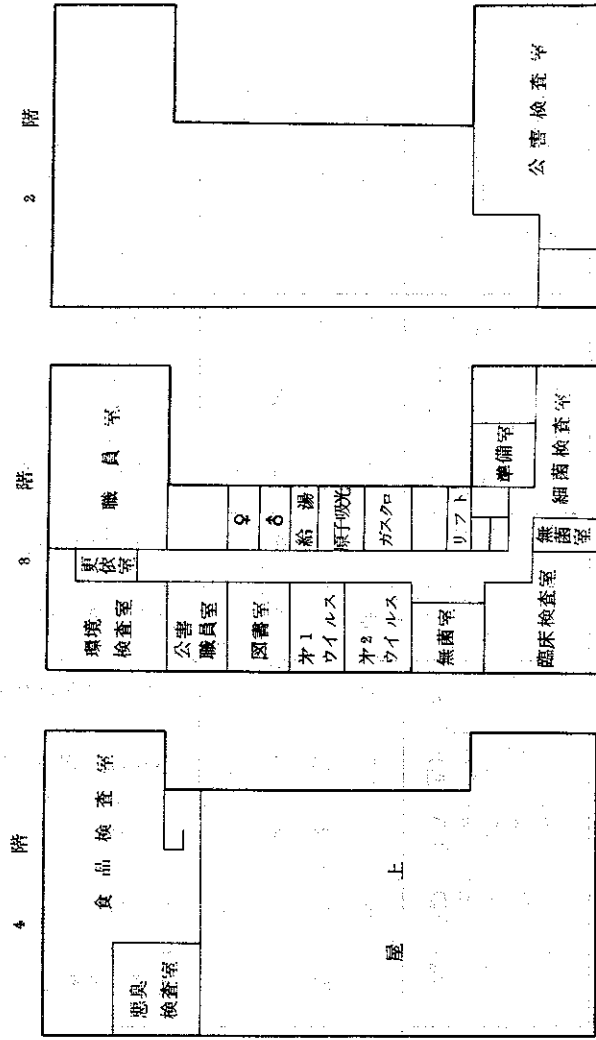 4 階
食品検査室
悪臭
検査室
屋上
3 階
環境
検査室
更衣室
職員室
公害
職員室
図書室
♀
♂
給湯
才1
ウイルス
原子吸光
才2
ウイルス
ガスクロ
無菌室
リフト
準備室
臨床検査室
無菌室
細菌検査室
2 階
公害検査室